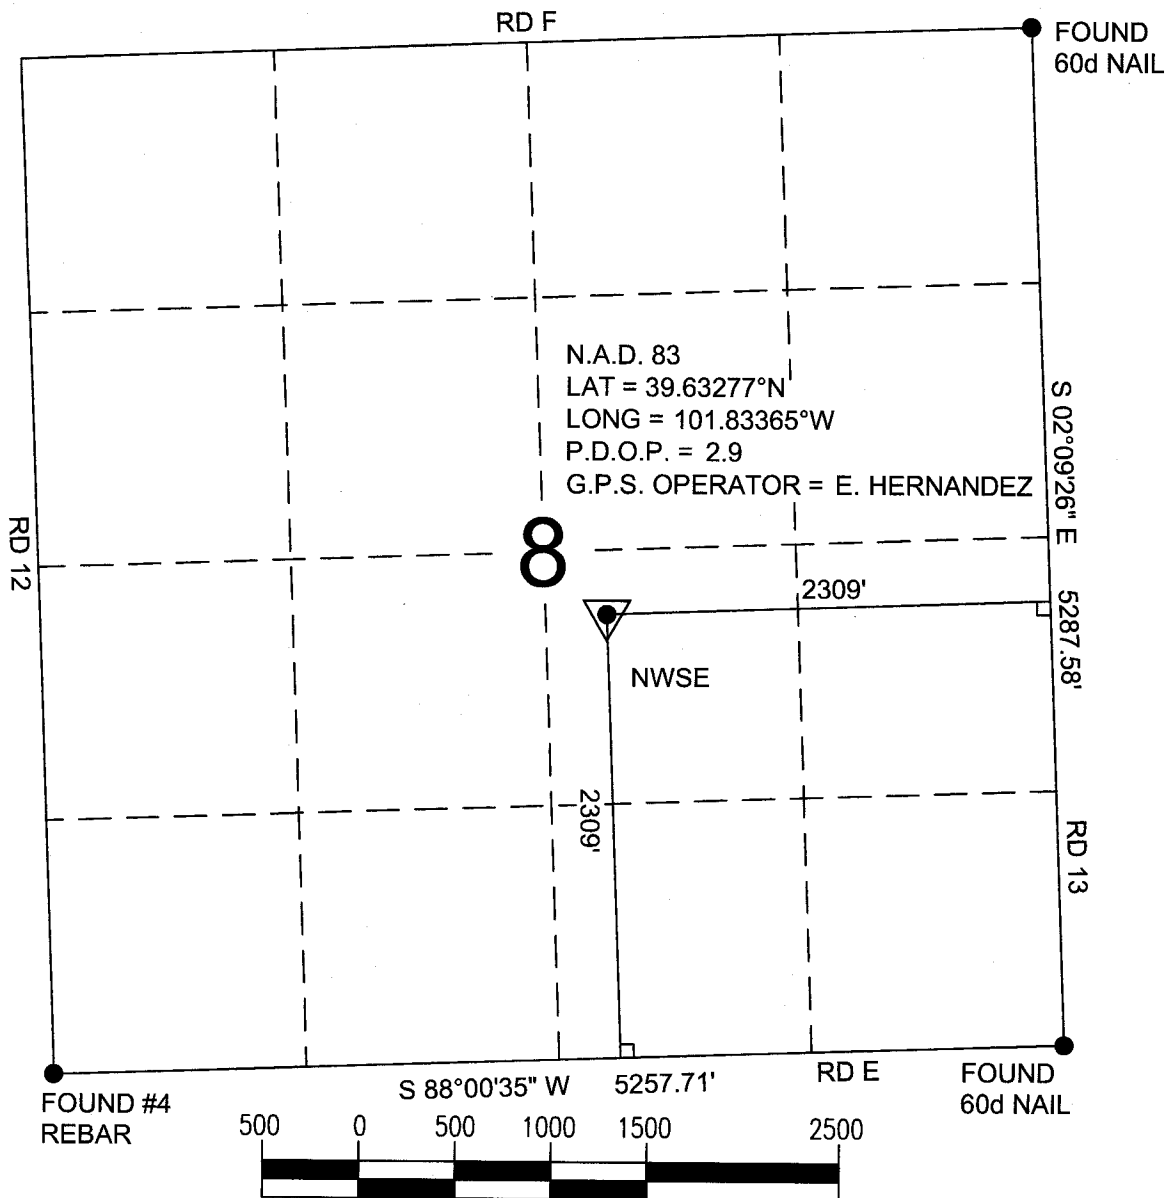 RD F
FOUND
60d NAIL
N.A.D. 83
LAT = 39.63277°N
LONG = 101.83365°W
P.D.O.P. = 2.9
G.P.S. OPERATOR = E. HERNANDEZ
S 02°09'26" E 5287.58'
RD 12
8
2309'
NWSE
2309'
RD 13
S 88°00'35" W 5257.71'
RD E
FOUND
60d NAIL
FOUND #4
REBAR
500 0 500 1000 1500 2500